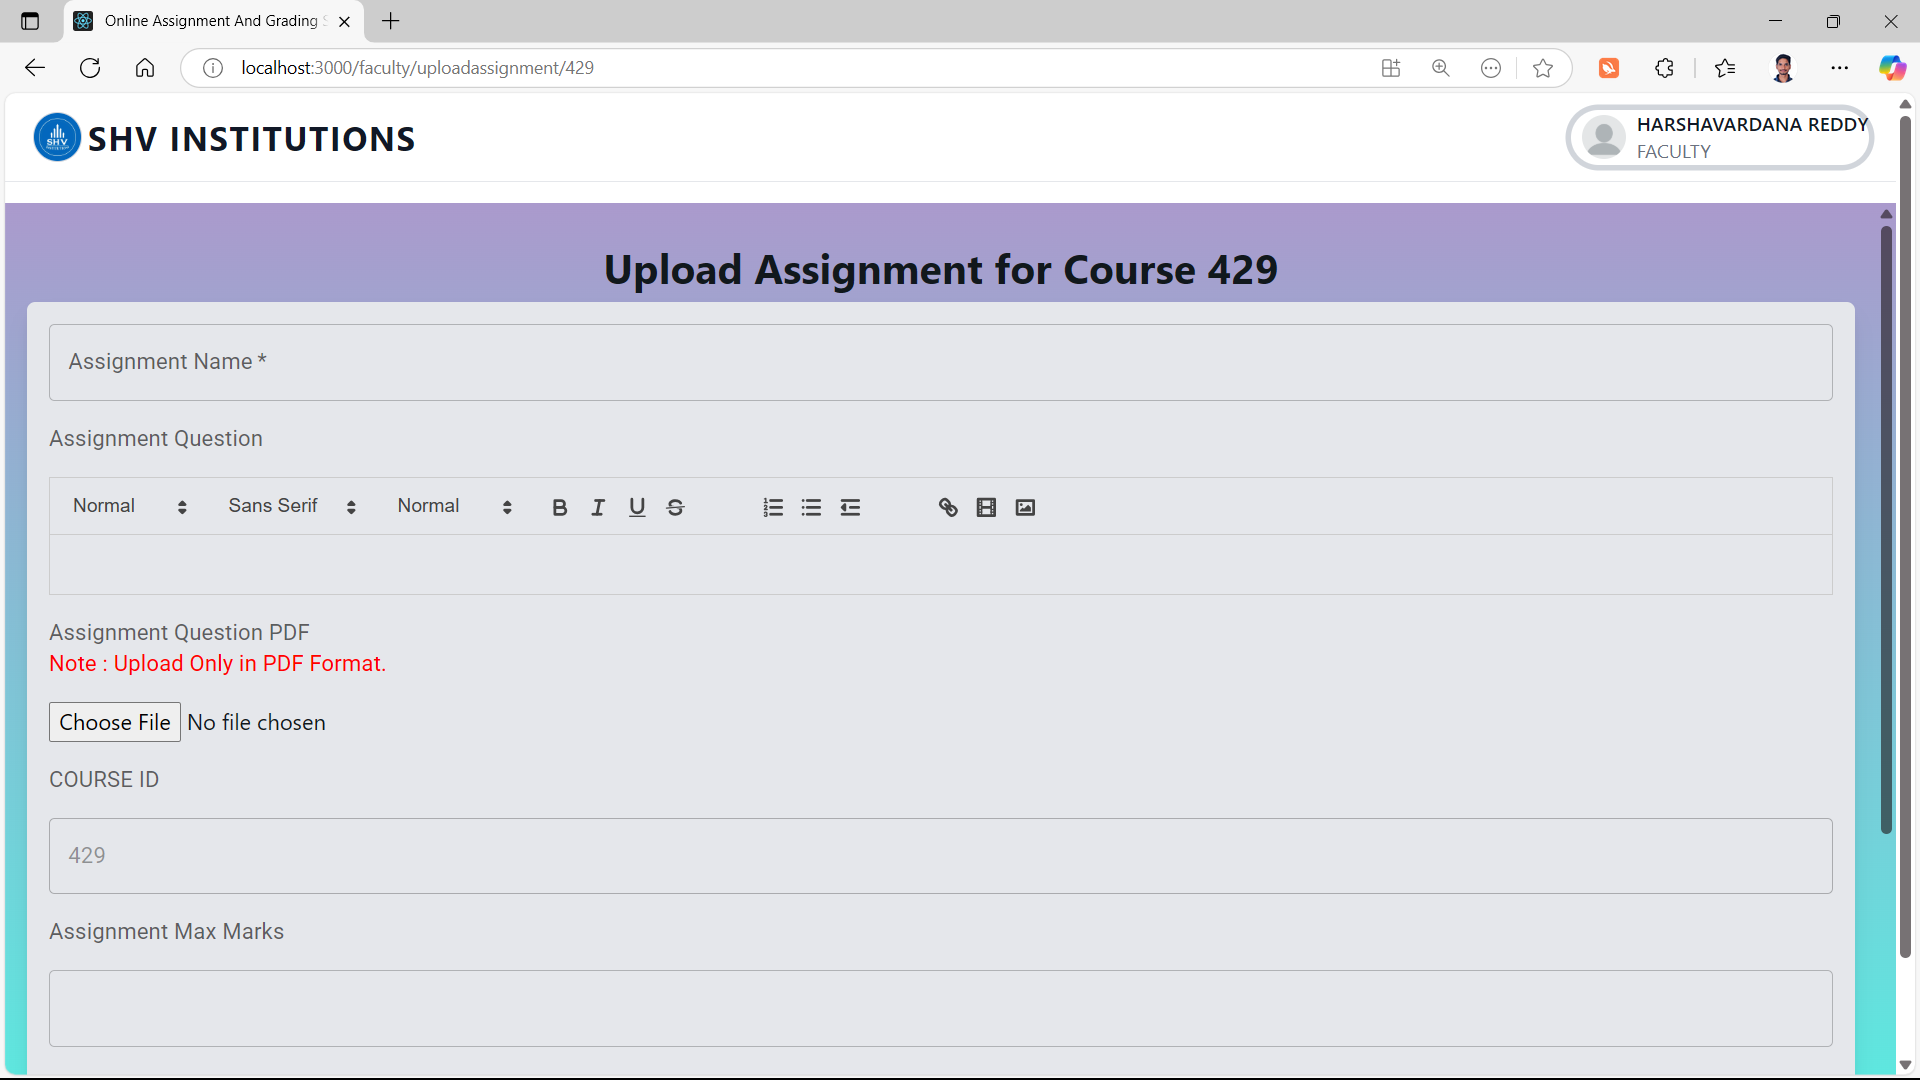 Online Assignment And Grading
localhost:3000/faculty/uploadassignment/429
SHV
SHV INSTITUTIONS
HARSHAVARDANA REDDY
FACULTY
Upload Assignment for Course 429
Assignment Name *
Assignment Question
Normal Sans Serif Normal B I U S
Assignment Question PDF
Note : Upload Only in PDF Format.
Choose File No file chosen
COURSE ID
429
Assignment Max Marks